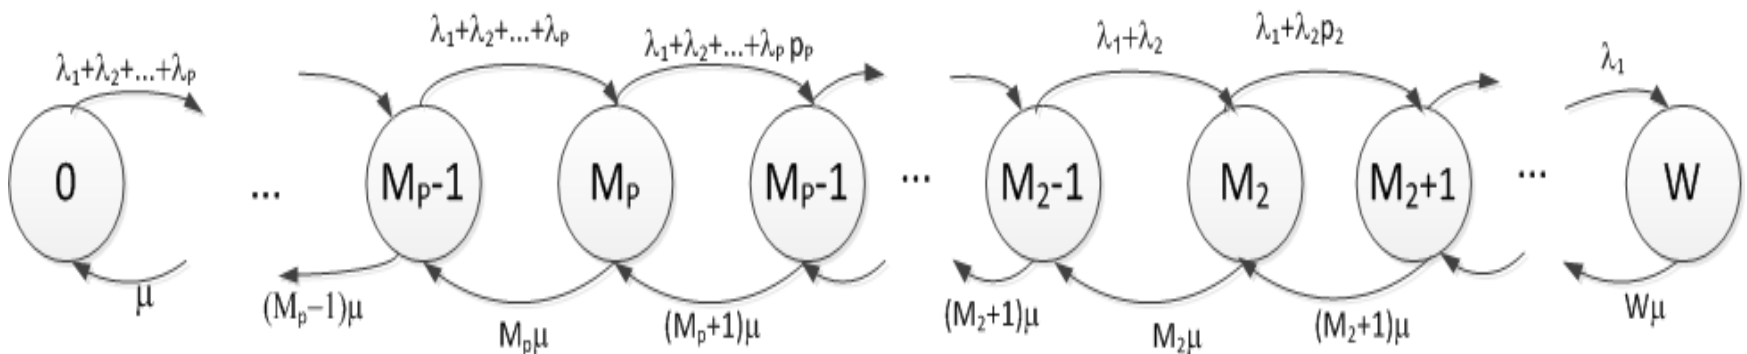 λ₁+λ₂+...+λₚ
λ₁+λ₂+...+λₚ
λ₁+λ₂+...+λₚ pₚ
λ₁+λ₂
λ₁+λ₂p₂
λ₁
0
...
Mₚ-1
Mₚ
Mₚ-1
...
M₂-1
M₂
M₂+1
...
W
μ
(Mₚ−1)μ
Mₚμ
(Mₚ+1)μ
(M₂+1)μ
M₂μ
(M₂+1)μ
Wμ